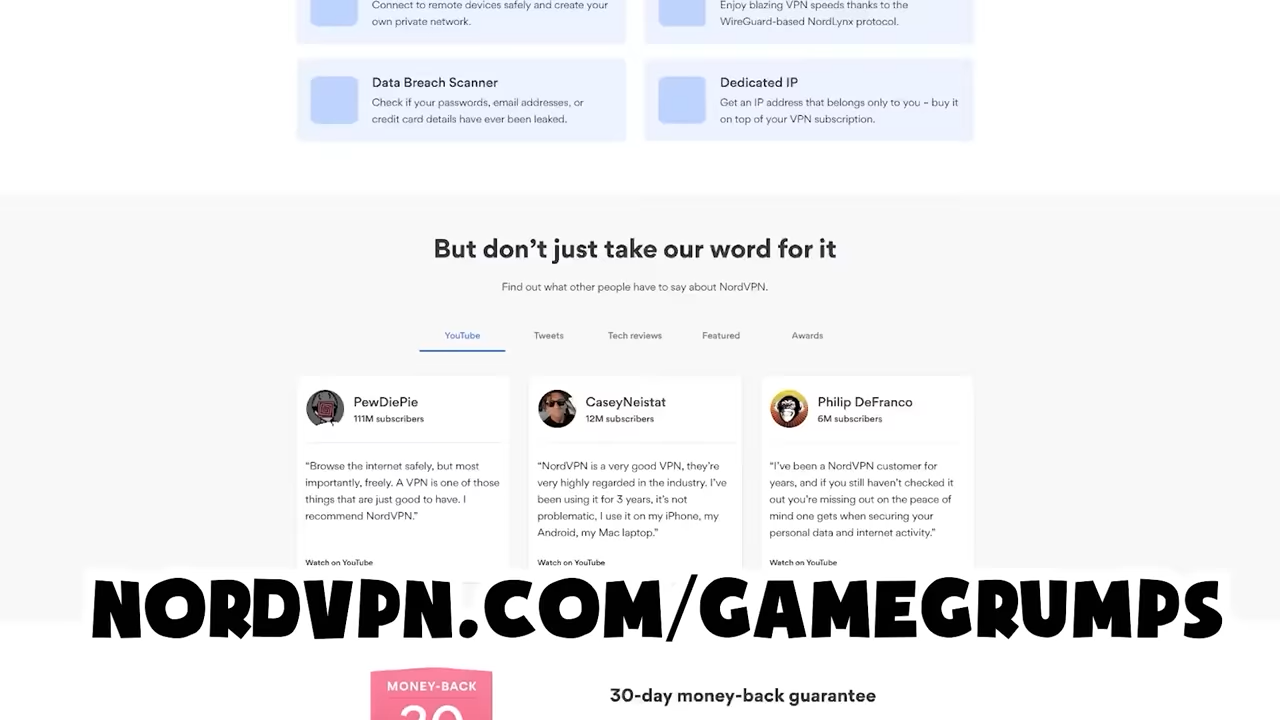 Connect to remote devices safely and create your
own private network.
Enjoy blazing VPN speeds thanks to the
WireGuard-based NordLynx protocol.
Data Breach Scanner
Check if your passwords, email addresses, or
credit card details have ever been leaked.
Dedicated IP
Get an IP address that belongs only to you – buy it
on top of your VPN subscription.
But don’t just take our word for it
Find out what other people have to say about NordVPN.
YouTube Tweets Tech reviews Featured Awards
PewDiePie
111M subscribers
“Browse the internet safely, but most
importantly, freely. A VPN is one of those
things that are just good to have. I
recommend NordVPN.”
Watch on YouTube
CaseyNeistat
12M subscribers
“NordVPN is a very good VPN, they’re
very highly regarded in the industry. I’ve
been using it for 3 years, it’s not
problematic, I use it on my iPhone, my
Android, my Mac laptop.”
Watch on YouTube
Philip DeFranco
6M subscribers
“I’ve been a NordVPN customer for
years, and if you still haven’t checked it
out you’re missing out on the peace of
mind one gets when securing your
personal data and internet activity.”
Watch on YouTube
NORDVPN.COM/GAMEGRUMPS
MONEY-BACK
30
30-day money-back guarantee